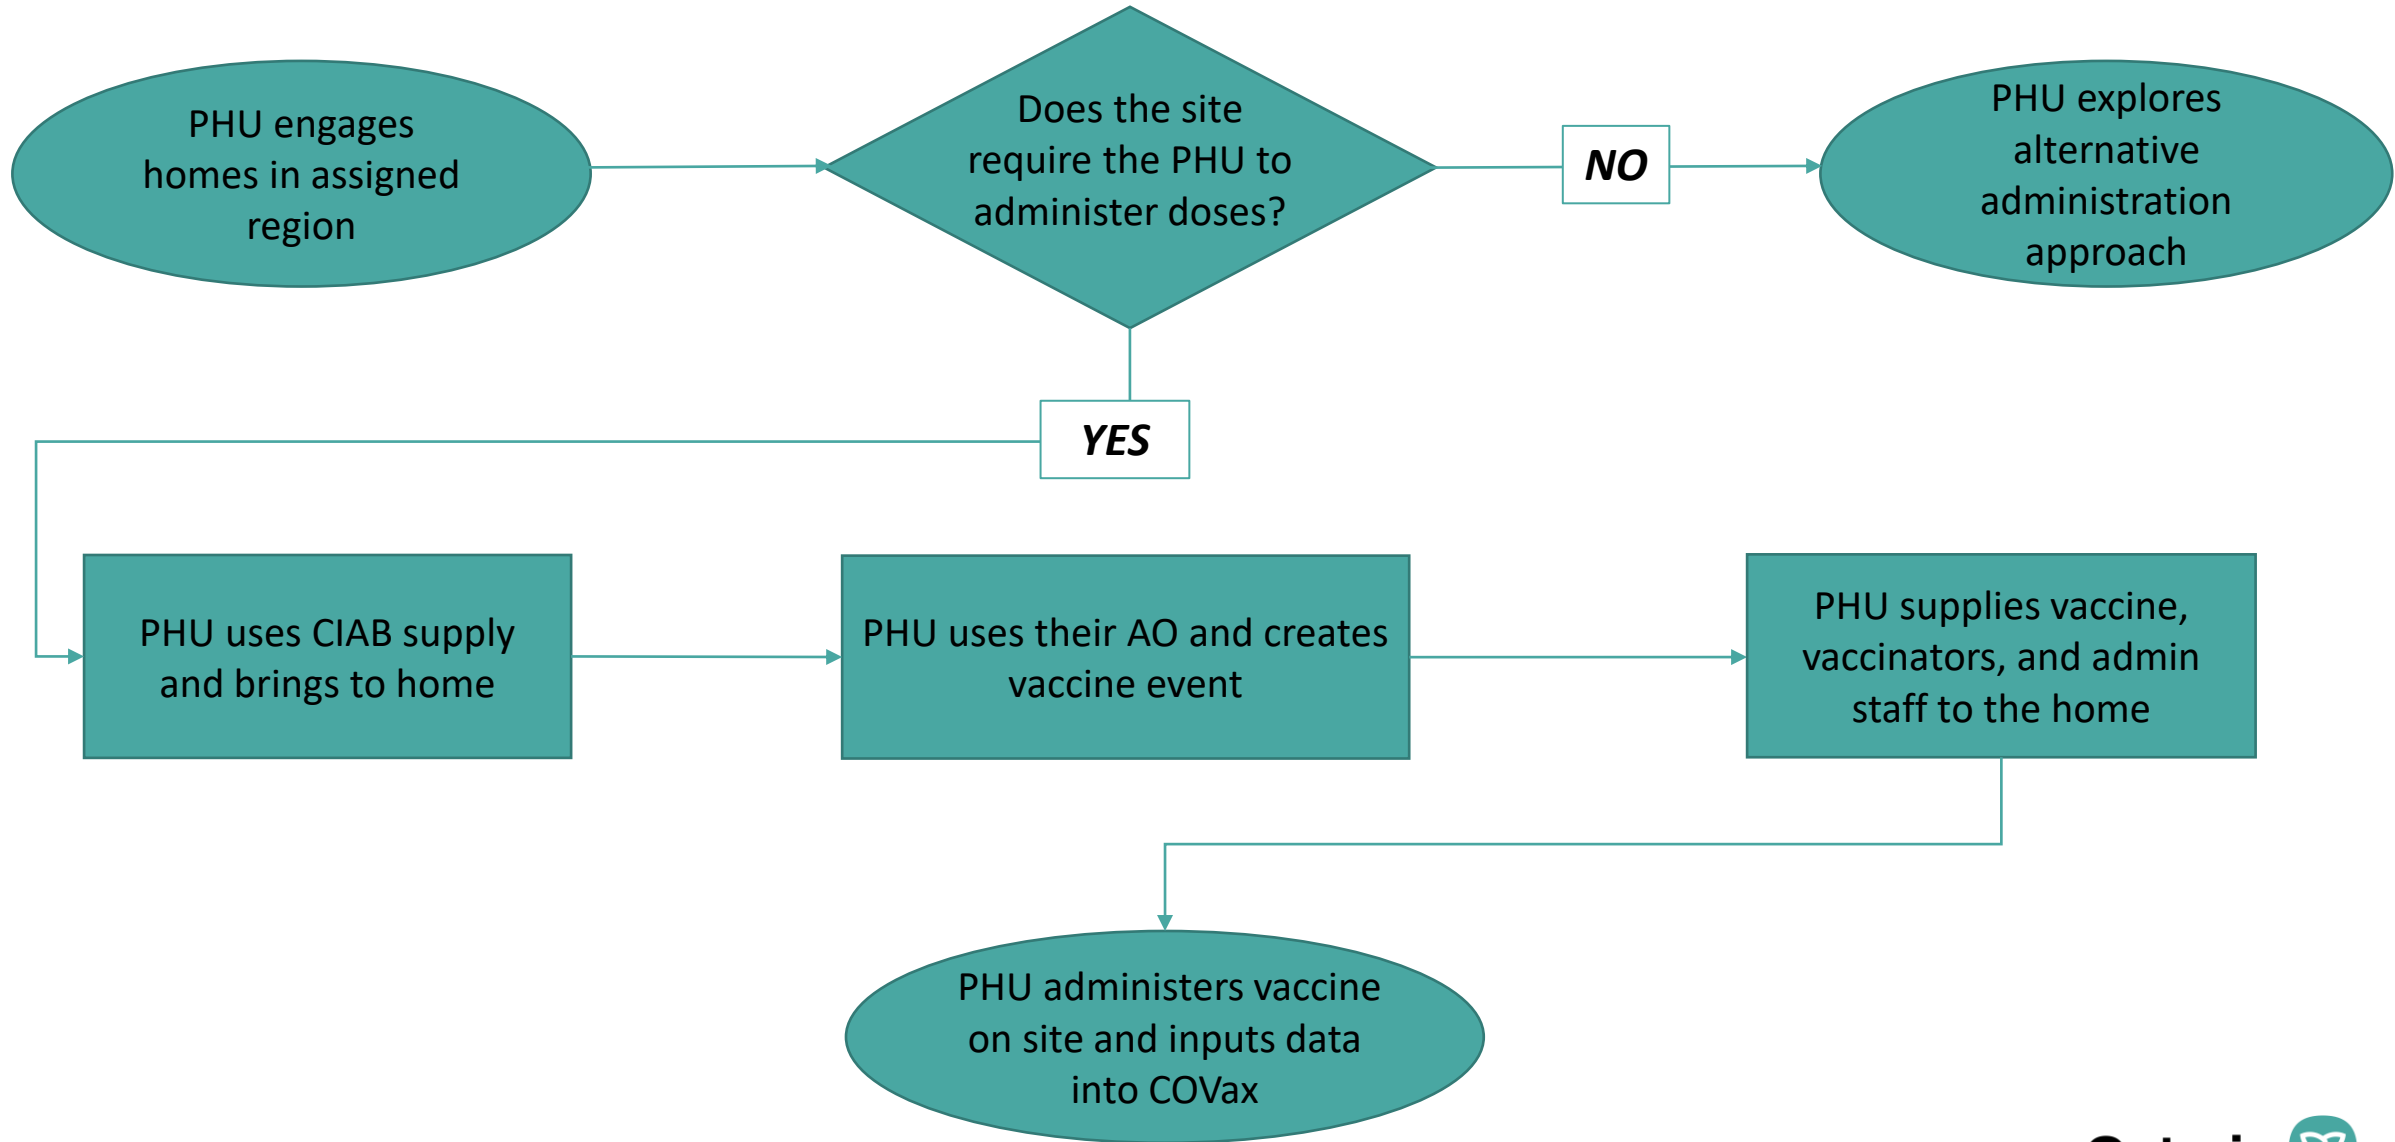 PHU engages
homes in assigned
region
Does the site
require the PHU to
administer doses?
NO
PHU explores
alternative
administration
approach
YES
PHU uses CIAB supply
and brings to home
PHU uses their AO and creates
vaccine event
PHU supplies vaccine,
vaccinators, and admin
staff to the home
PHU administers vaccine
on site and inputs data
into COVax